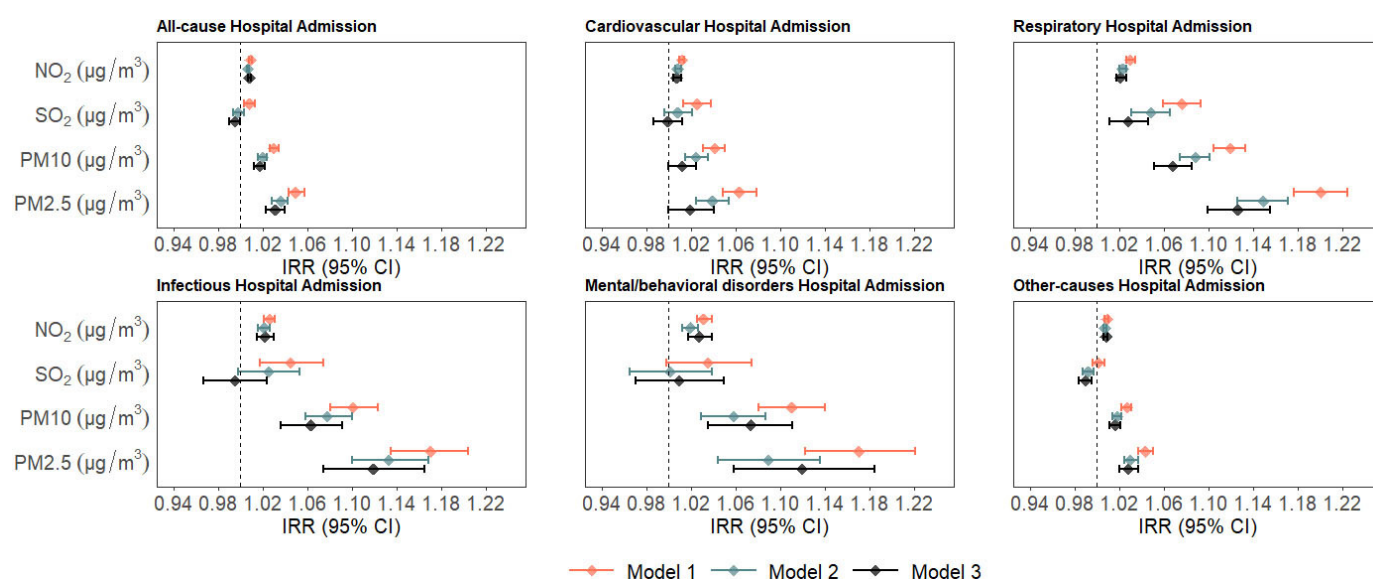 All-cause Hospital Admission
Cardiovascular Hospital Admission
Respiratory Hospital Admission
NO₂ (µg/m³)
SO₂ (µg/m³)
PM10 (µg/m³)
PM2.5 (µg/m³)
0.94 0.98 1.02 1.06 1.10 1.14 1.18 1.22
0.94 0.98 1.02 1.06 1.10 1.14 1.18 1.22
0.94 0.98 1.02 1.06 1.10 1.14 1.18 1.22
IRR (95% CI)
IRR (95% CI)
IRR (95% CI)
Infectious Hospital Admission
Mental/behavioral disorders Hospital Admission
Other-causes Hospital Admission
NO₂ (µg/m³)
SO₂ (µg/m³)
PM10 (µg/m³)
PM2.5 (µg/m³)
0.94 0.98 1.02 1.06 1.10 1.14 1.18 1.22
0.94 0.98 1.02 1.06 1.10 1.14 1.18 1.22
0.94 0.98 1.02 1.06 1.10 1.14 1.18 1.22
IRR (95% CI)
IRR (95% CI)
IRR (95% CI)
Model 1 Model 2 Model 3